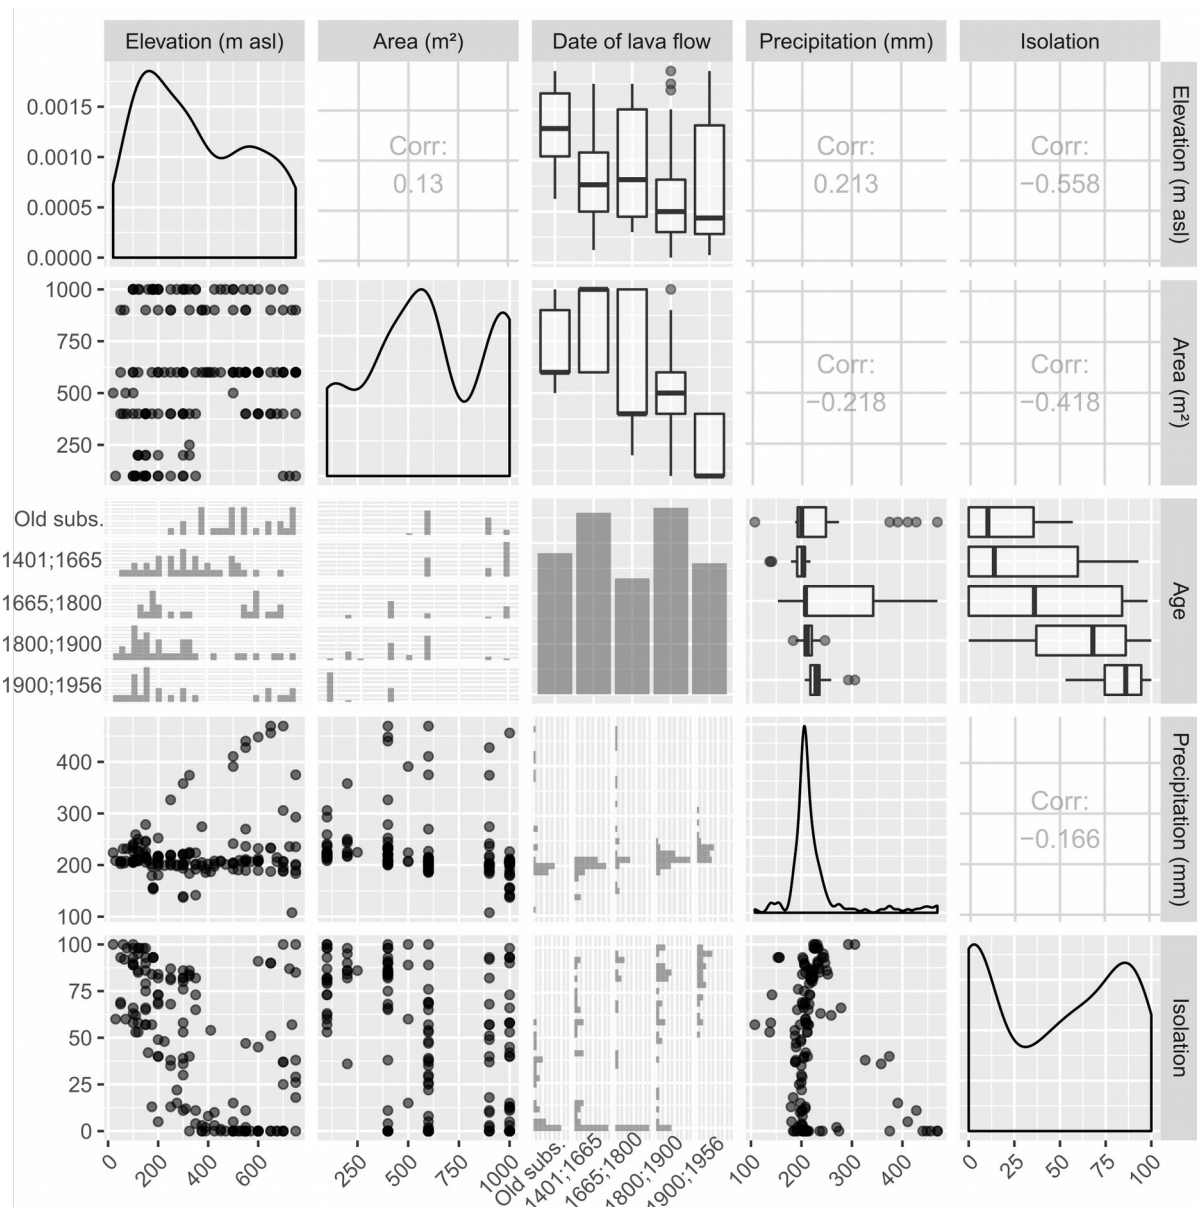 Elevation (m asl) Area (m²) Date of lava flow Precipitation (mm) Isolation
0.0015
0.0010
0.0005
0.0000
Corr:
0.13
Corr:
0.213
Corr:
−0.558
Elevation (m asl)
1000
750
500
250
Corr:
−0.218
Corr:
−0.418
Area (m²)
Old subs.
1401;1665
1665;1800
1800;1900
1900;1956
Age
400
300
200
100
Corr:
−0.166
Precipitation (mm)
100
75
50
25
0
Isolation
0 200 400 600 250 500 750 1000 Old subs. 1401;1665 1665;1800 1800;1900 1900;1956 100 200 300 400 0 25 50 75 100